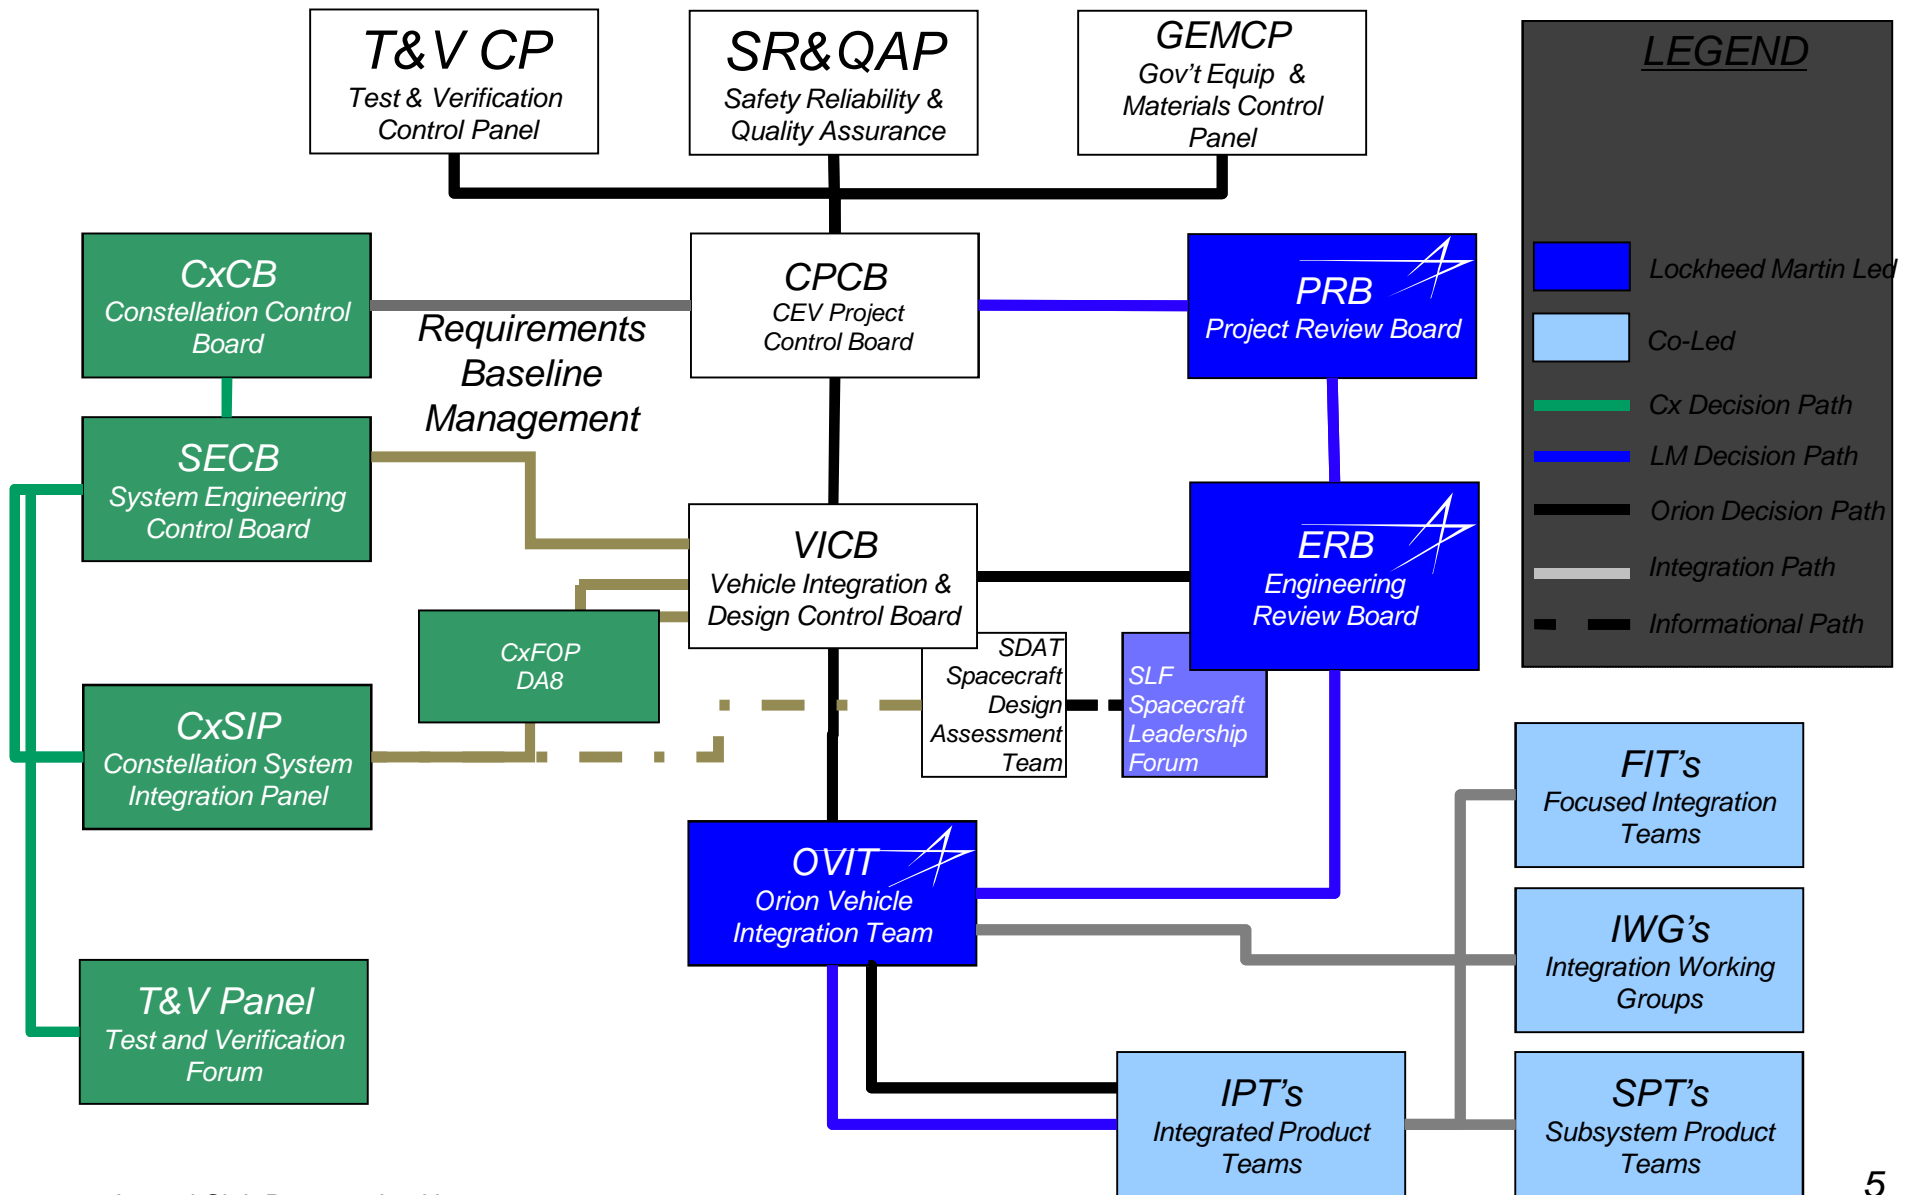 T&V CP
Test & Verification
Control Panel
SR&QAP
Safety Reliability &
Quality Assurance
GEMCP
Gov't Equip &
Materials Control
Panel
LEGEND
Lockheed Martin Led
Co-Led
Cx Decision Path
LM Decision Path
Orion Decision Path
Integration Path
Informational Path
CxCB
Constellation Control
Board
Requirements
Baseline
Management
CPCB
CEV Project
Control Board
PRB
Project Review Board
SECB
System Engineering
Control Board
VICB
Vehicle Integration &
Design Control Board
ERB
Engineering
Review Board
CxFOP
DA8
SDAT
Spacecraft
Design
Assessment
Team
SLF
Spacecraft
Leadership
Forum
CxSIP
Constellation System
Integration Panel
FIT's
Focused Integration
Teams
OVIT
Orion Vehicle
Integration Team
IWG's
Integration Working
Groups
T&V Panel
Test and Verification
Forum
IPT's
Integrated Product
Teams
SPT's
Subsystem Product
Teams
5